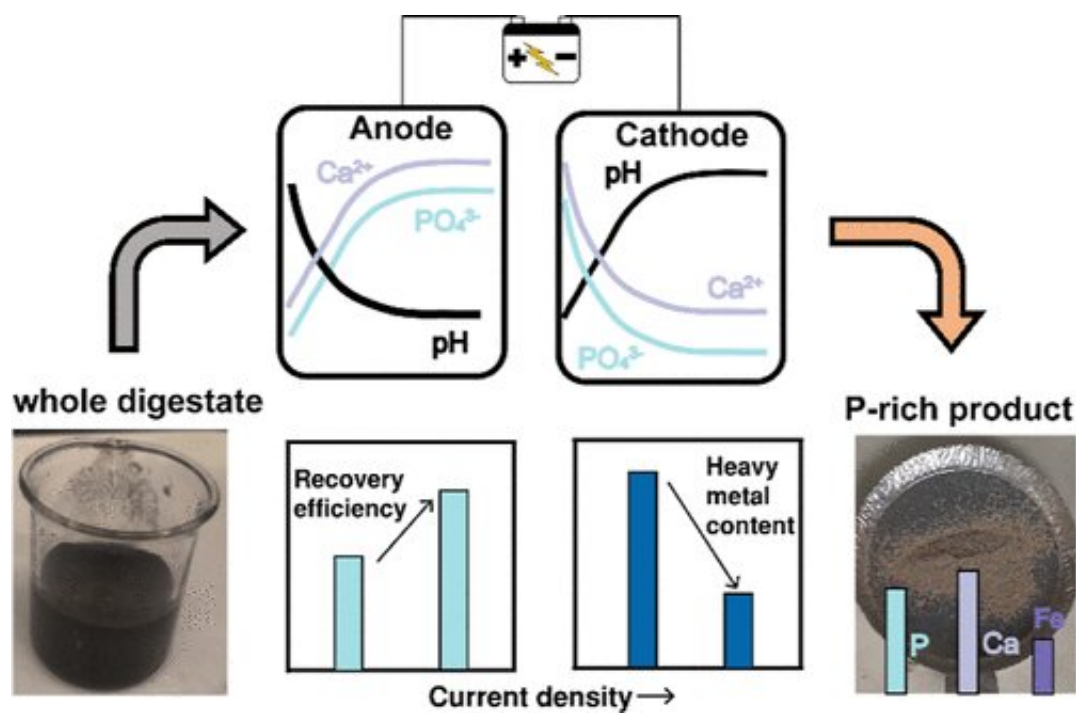 + −
Anode
Ca²⁺
PO₄³⁻
pH
Cathode
pH
Ca²⁺
PO₄³⁻
whole digestate
P-rich product
Recovery
efficiency
Heavy
metal
content
P
Ca
Fe
Current density →